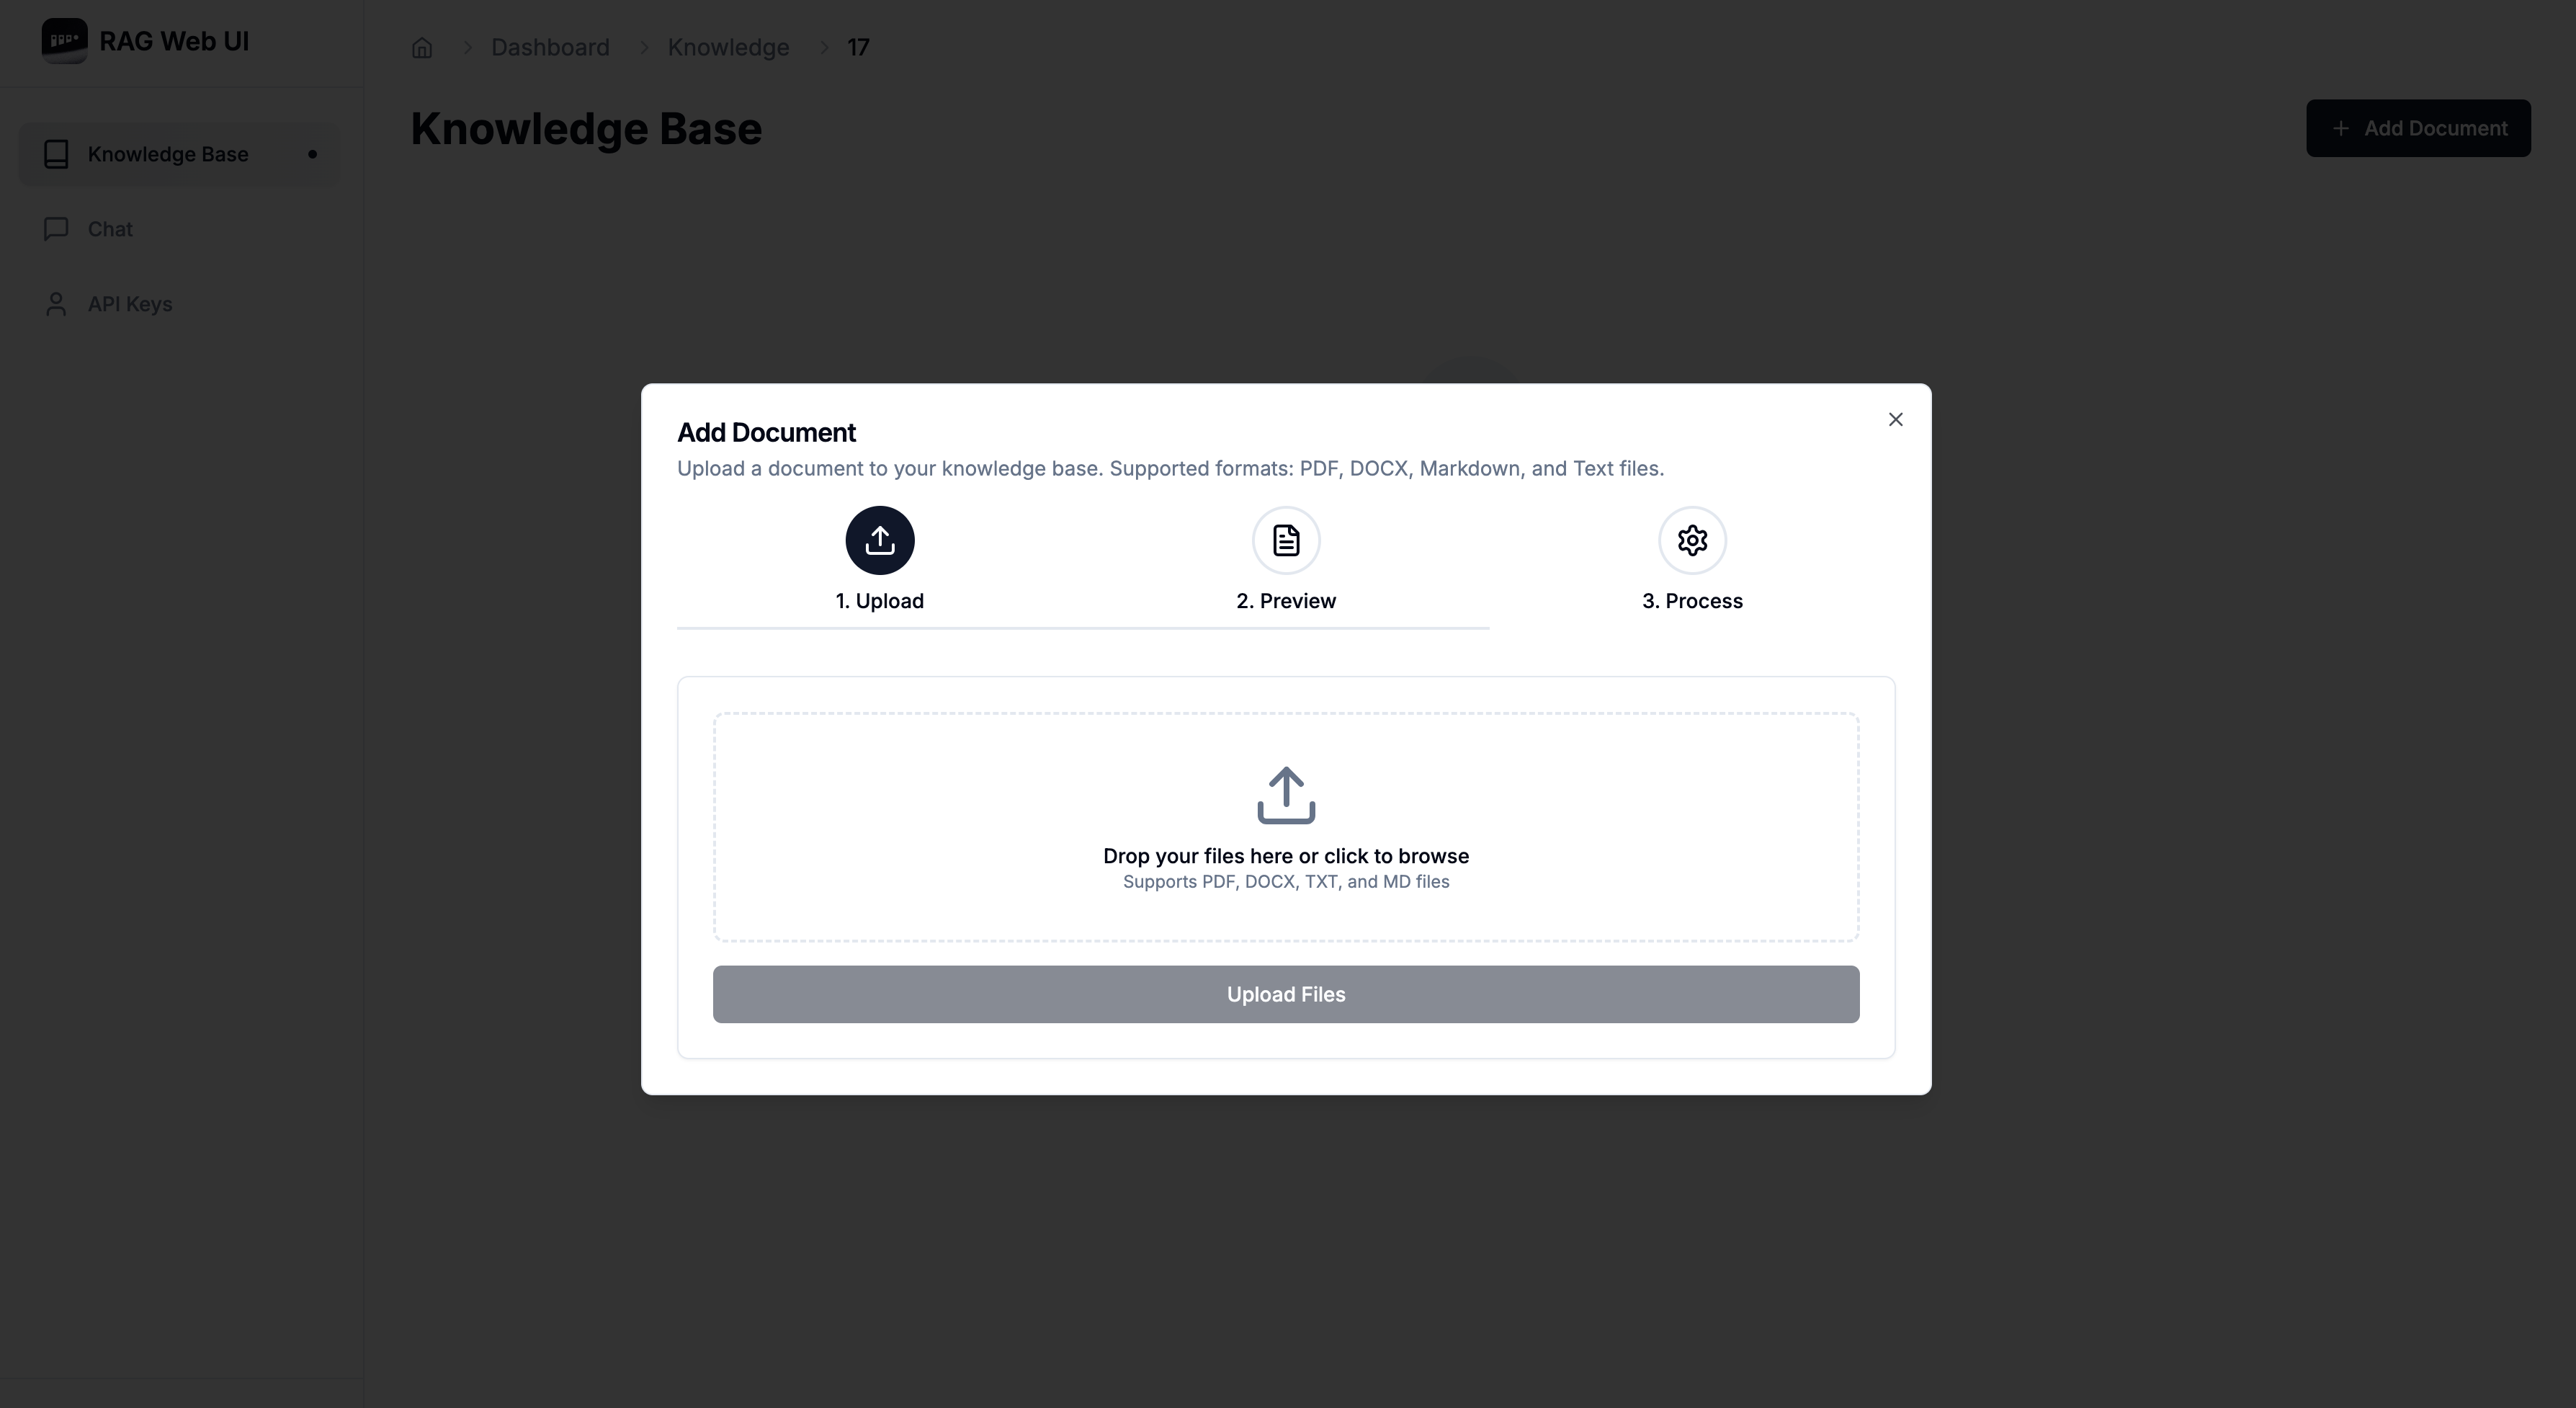 RAG Web UI
Dashboard
Knowledge
17
Knowledge Base
Add Document
Knowledge Base
Chat
API Keys
Add Document
Upload a document to your knowledge base. Supported formats: PDF, DOCX, Markdown, and Text files.
1. Upload
2. Preview
3. Process
Drop your files here or click to browse
Supports PDF, DOCX, TXT, and MD files
Upload Files